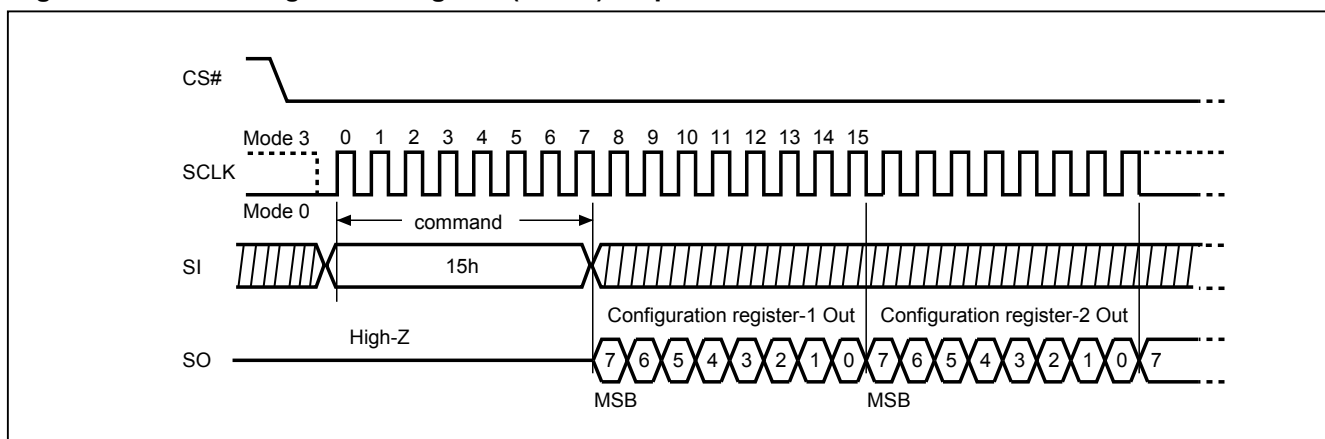 CS#
Mode 3 0 1 2 3 4 5 6 7 8 9 10 11 12 13 14 15
SCLK
Mode 0
command
SI 15h
Configuration register-1 Out Configuration register-2 Out
High-Z
SO 7 6 5 4 3 2 1 0 7 6 5 4 3 2 1 0 7
MSB MSB